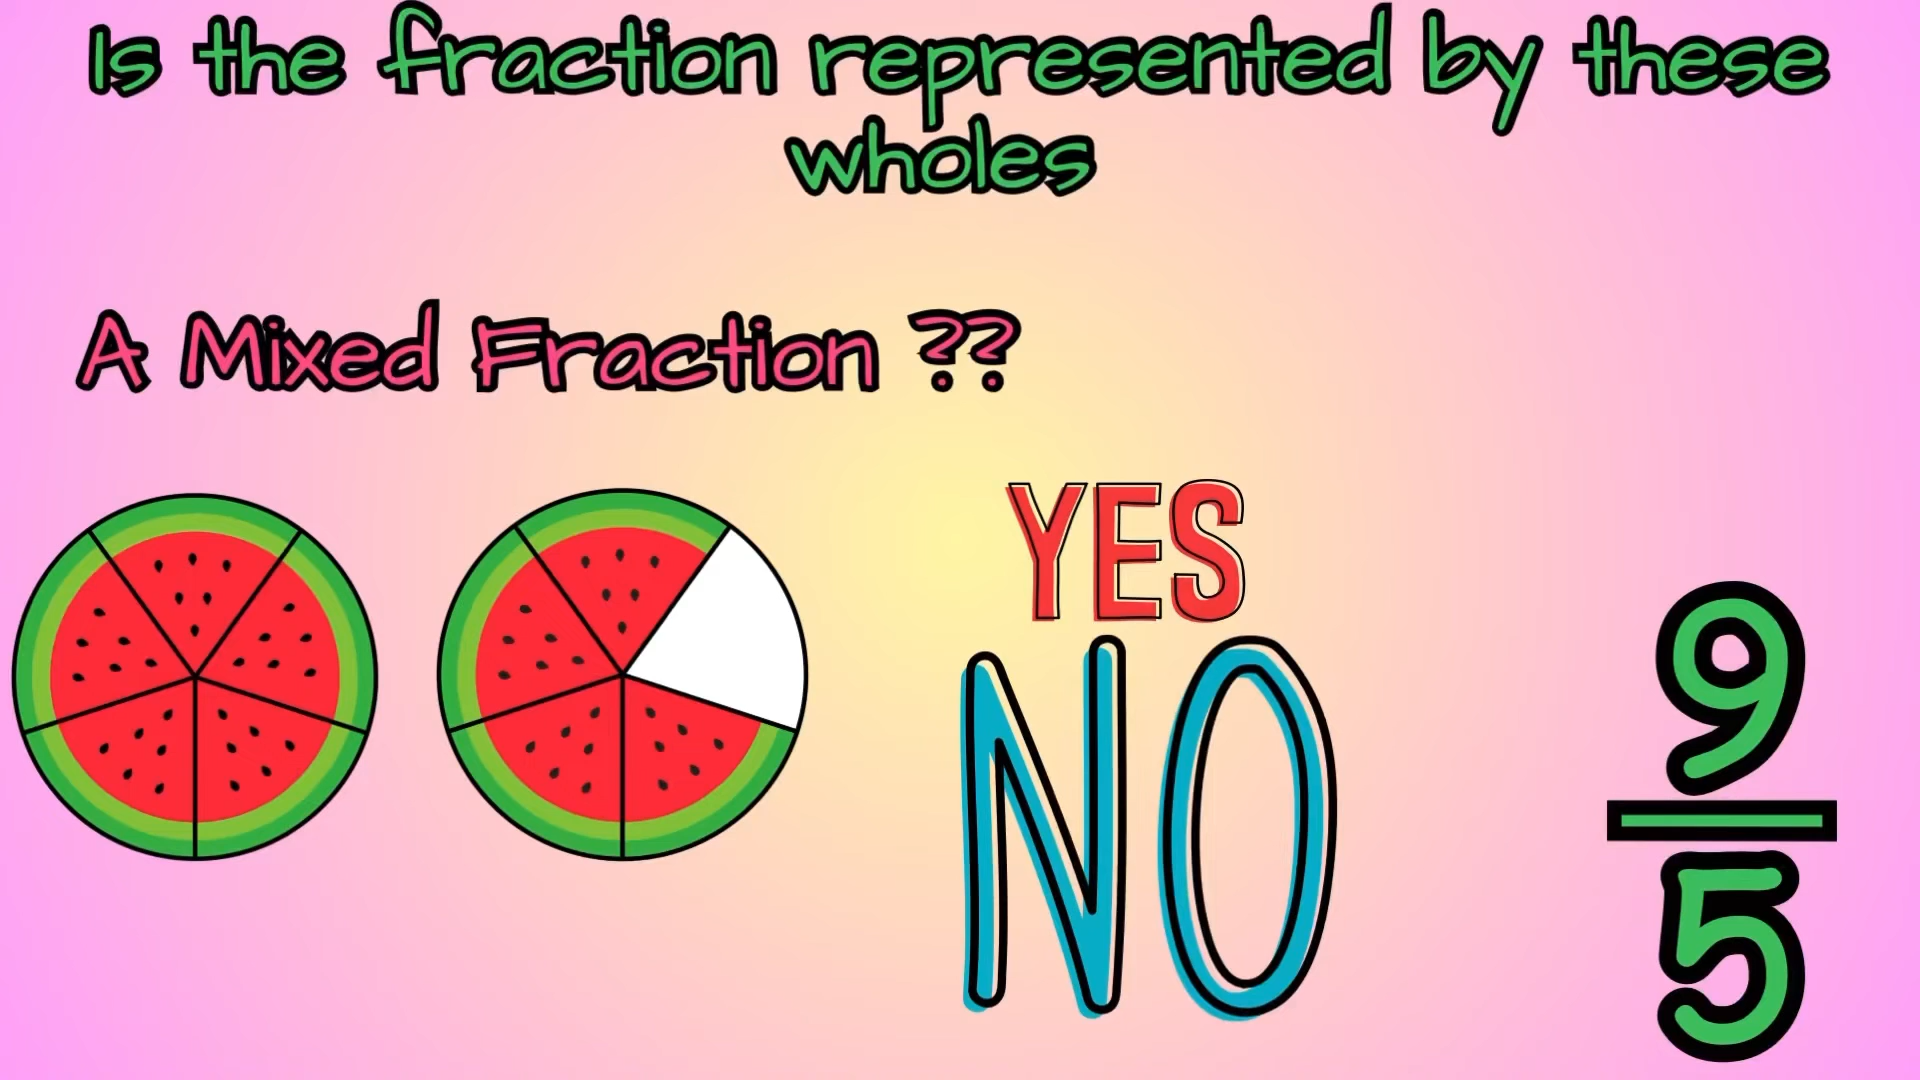 Is the fraction represented by these
wholes
A Mixed Fraction ??
YES
NO
9
5